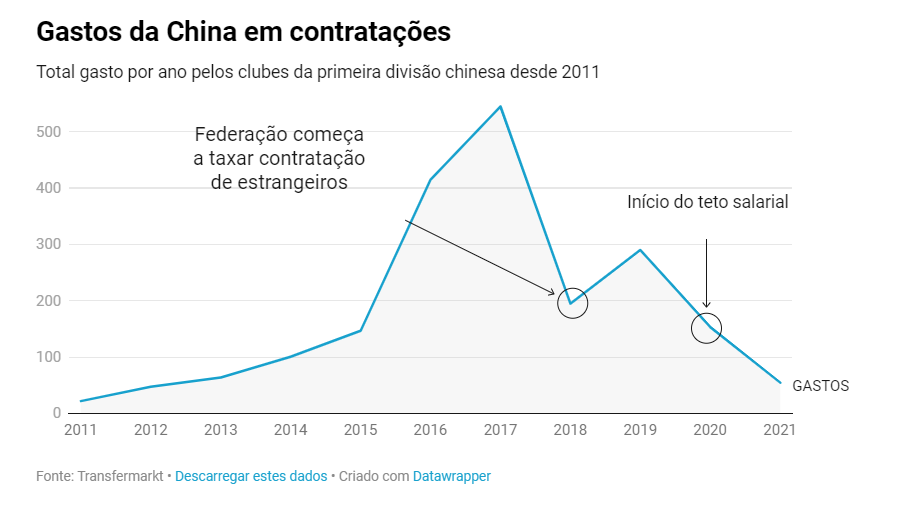 Gastos da China em contratações
Total gasto por ano pelos clubes da primeira divisão chinesa desde 2011
500
Federação começa
a taxar contratação
de estrangeiros
400
Início do teto salarial
300
200
100
GASTOS
0
2011 2012 2013 2014 2015 2016 2017 2018 2019 2020 2021
Fonte: Transfermarkt • Descarregar estes dados • Criado com Datawrapper